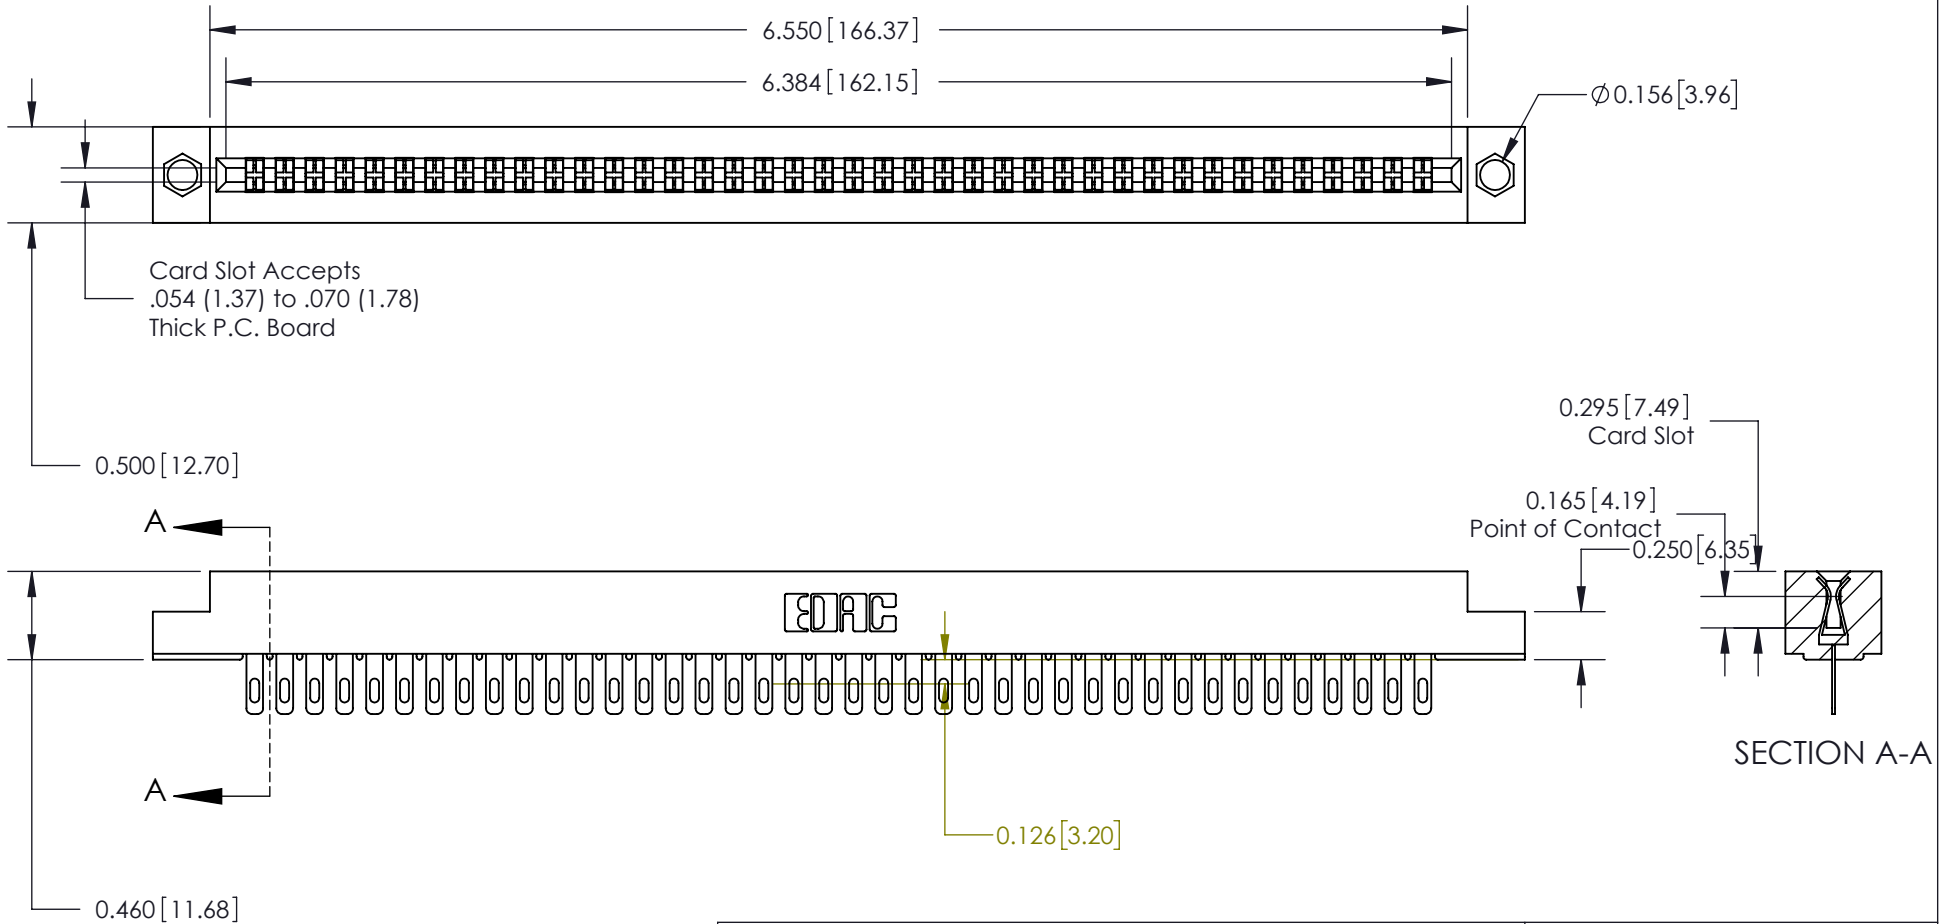 6.550[166.37]
6.384[162.15]
Ø0.156[3.96]
Card Slot Accepts
.054 (1.37) to .070 (1.78)
Thick P.C. Board
0.295[7.49]
Card Slot
0.500[12.70]
0.165[4.19]
Point of Contact
0.250[6.35]
A
EDAC
SECTION A-A
A
0.126[3.20]
0.460[11.68]